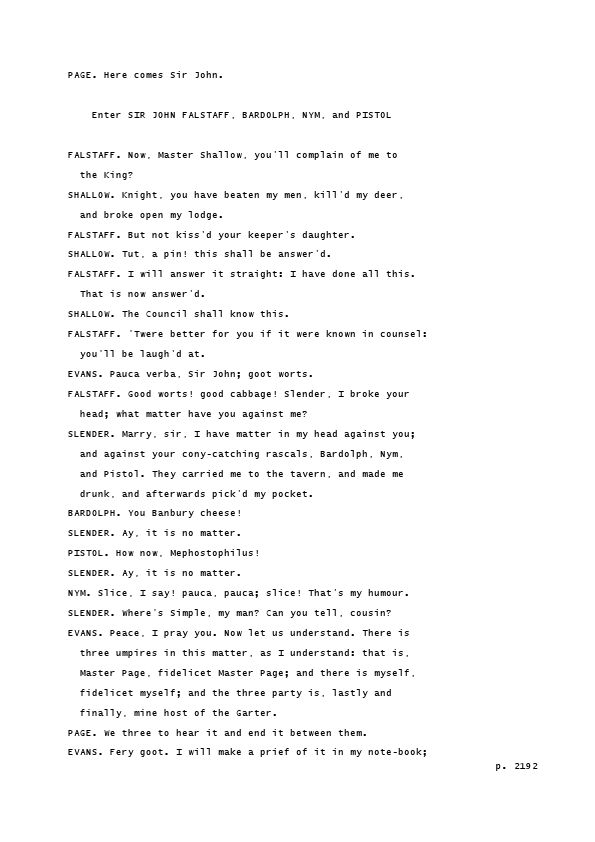 PAGE. Here comes Sir John.
Enter SIR JOHN FALSTAFF, BARDOLPH, NYM, and PISTOL
FALSTAFF. Now, Master Shallow, you'll complain of me to
the King?
SHALLOW. Knight, you have beaten my men, kill'd my deer,
and broke open my lodge.
FALSTAFF. But not kiss'd your keeper's daughter.
SHALLOW. Tut, a pin! this shall be answer'd.
FALSTAFF. I will answer it straight: I have done all this.
That is now answer'd.
SHALLOW. The Council shall know this.
FALSTAFF. 'Twere better for you if it were known in counsel:
you'll be laugh'd at.
EVANS. Pauca verba, Sir John; goot worts.
FALSTAFF. Good worts! good cabbage! Slender, I broke your
head; what matter have you against me?
SLENDER. Marry, sir, I have matter in my head against you;
and against your cony-catching rascals, Bardolph, Nym,
and Pistol. They carried me to the tavern, and made me
drunk, and afterwards pick'd my pocket.
BARDOLPH. You Banbury cheese!
SLENDER. Ay, it is no matter.
PISTOL. How now, Mephostophilus!
SLENDER. Ay, it is no matter.
NYM. Slice, I say! pauca, pauca; slice! That's my humour.
SLENDER. Where's Simple, my man? Can you tell, cousin?
EVANS. Peace, I pray you. Now let us understand. There is
three umpires in this matter, as I understand: that is,
Master Page, fidelicet Master Page; and there is myself,
fidelicet myself; and the three party is, lastly and
finally, mine host of the Garter.
PAGE. We three to hear it and end it between them.
EVANS. Fery goot. I will make a prief of it in my note-book;
p. 2192